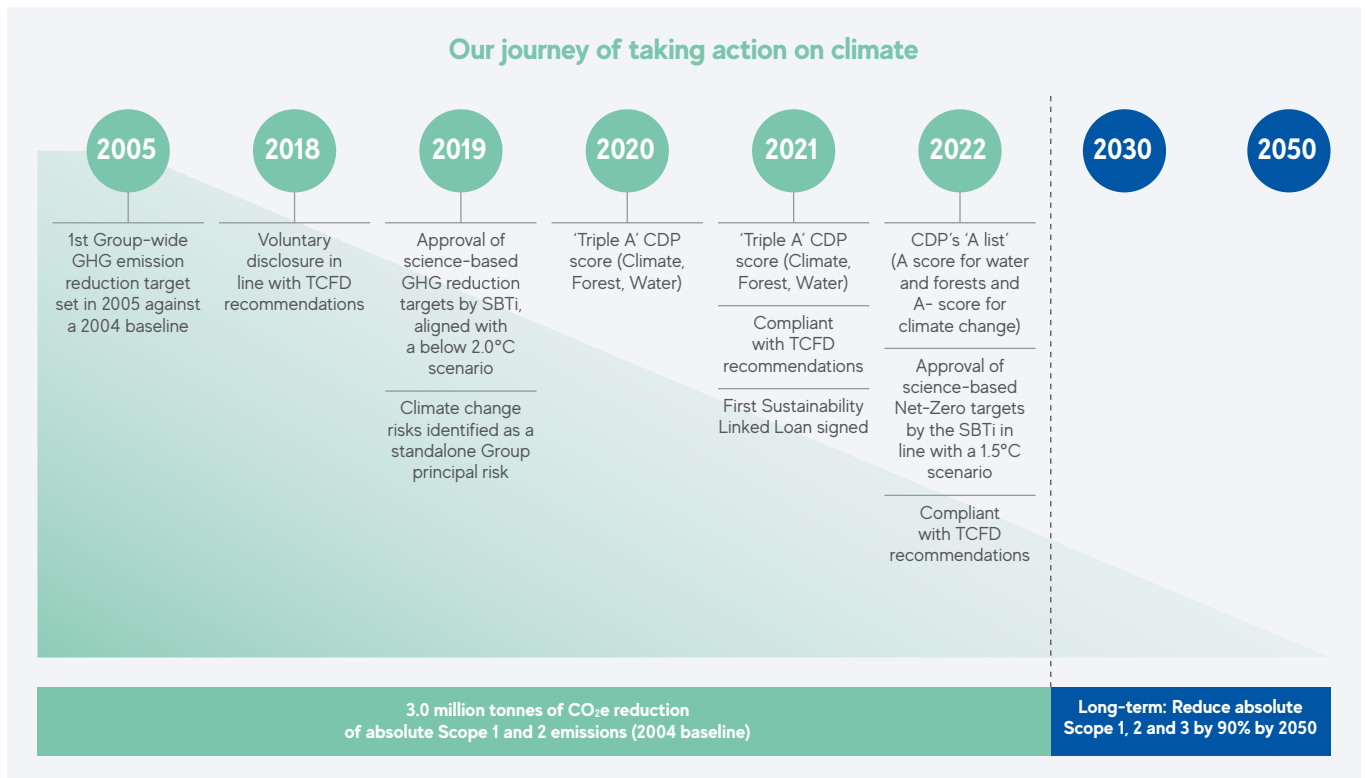 Our journey of taking action on climate
2005
2018
2019
2020
2021
2022
2030
2050
1st Group-wide
GHG emission
reduction target
set in 2005 against
a 2004 baseline
Voluntary
disclosure in
line with TCFD
recommendations
Approval of
science-based
GHG reduction
targets by SBTi,
aligned with
a below 2.0°C
scenario
Climate change
risks identified as a
standalone Group
principal risk
‘Triple A’ CDP
score (Climate,
Forest, Water)
‘Triple A’ CDP
score (Climate,
Forest, Water)
Compliant
with TCFD
recommendations
First Sustainability
Linked Loan signed
CDP’s ‘A list’
(A score for water
and forests and
A- score for
climate change)
Approval of
science-based
Net-Zero targets
by the SBTi in
line with a 1.5°C
scenario
Compliant
with TCFD
recommendations
3.0 million tonnes of CO₂e reduction
of absolute Scope 1 and 2 emissions (2004 baseline)
Long-term: Reduce absolute
Scope 1, 2 and 3 by 90% by 2050